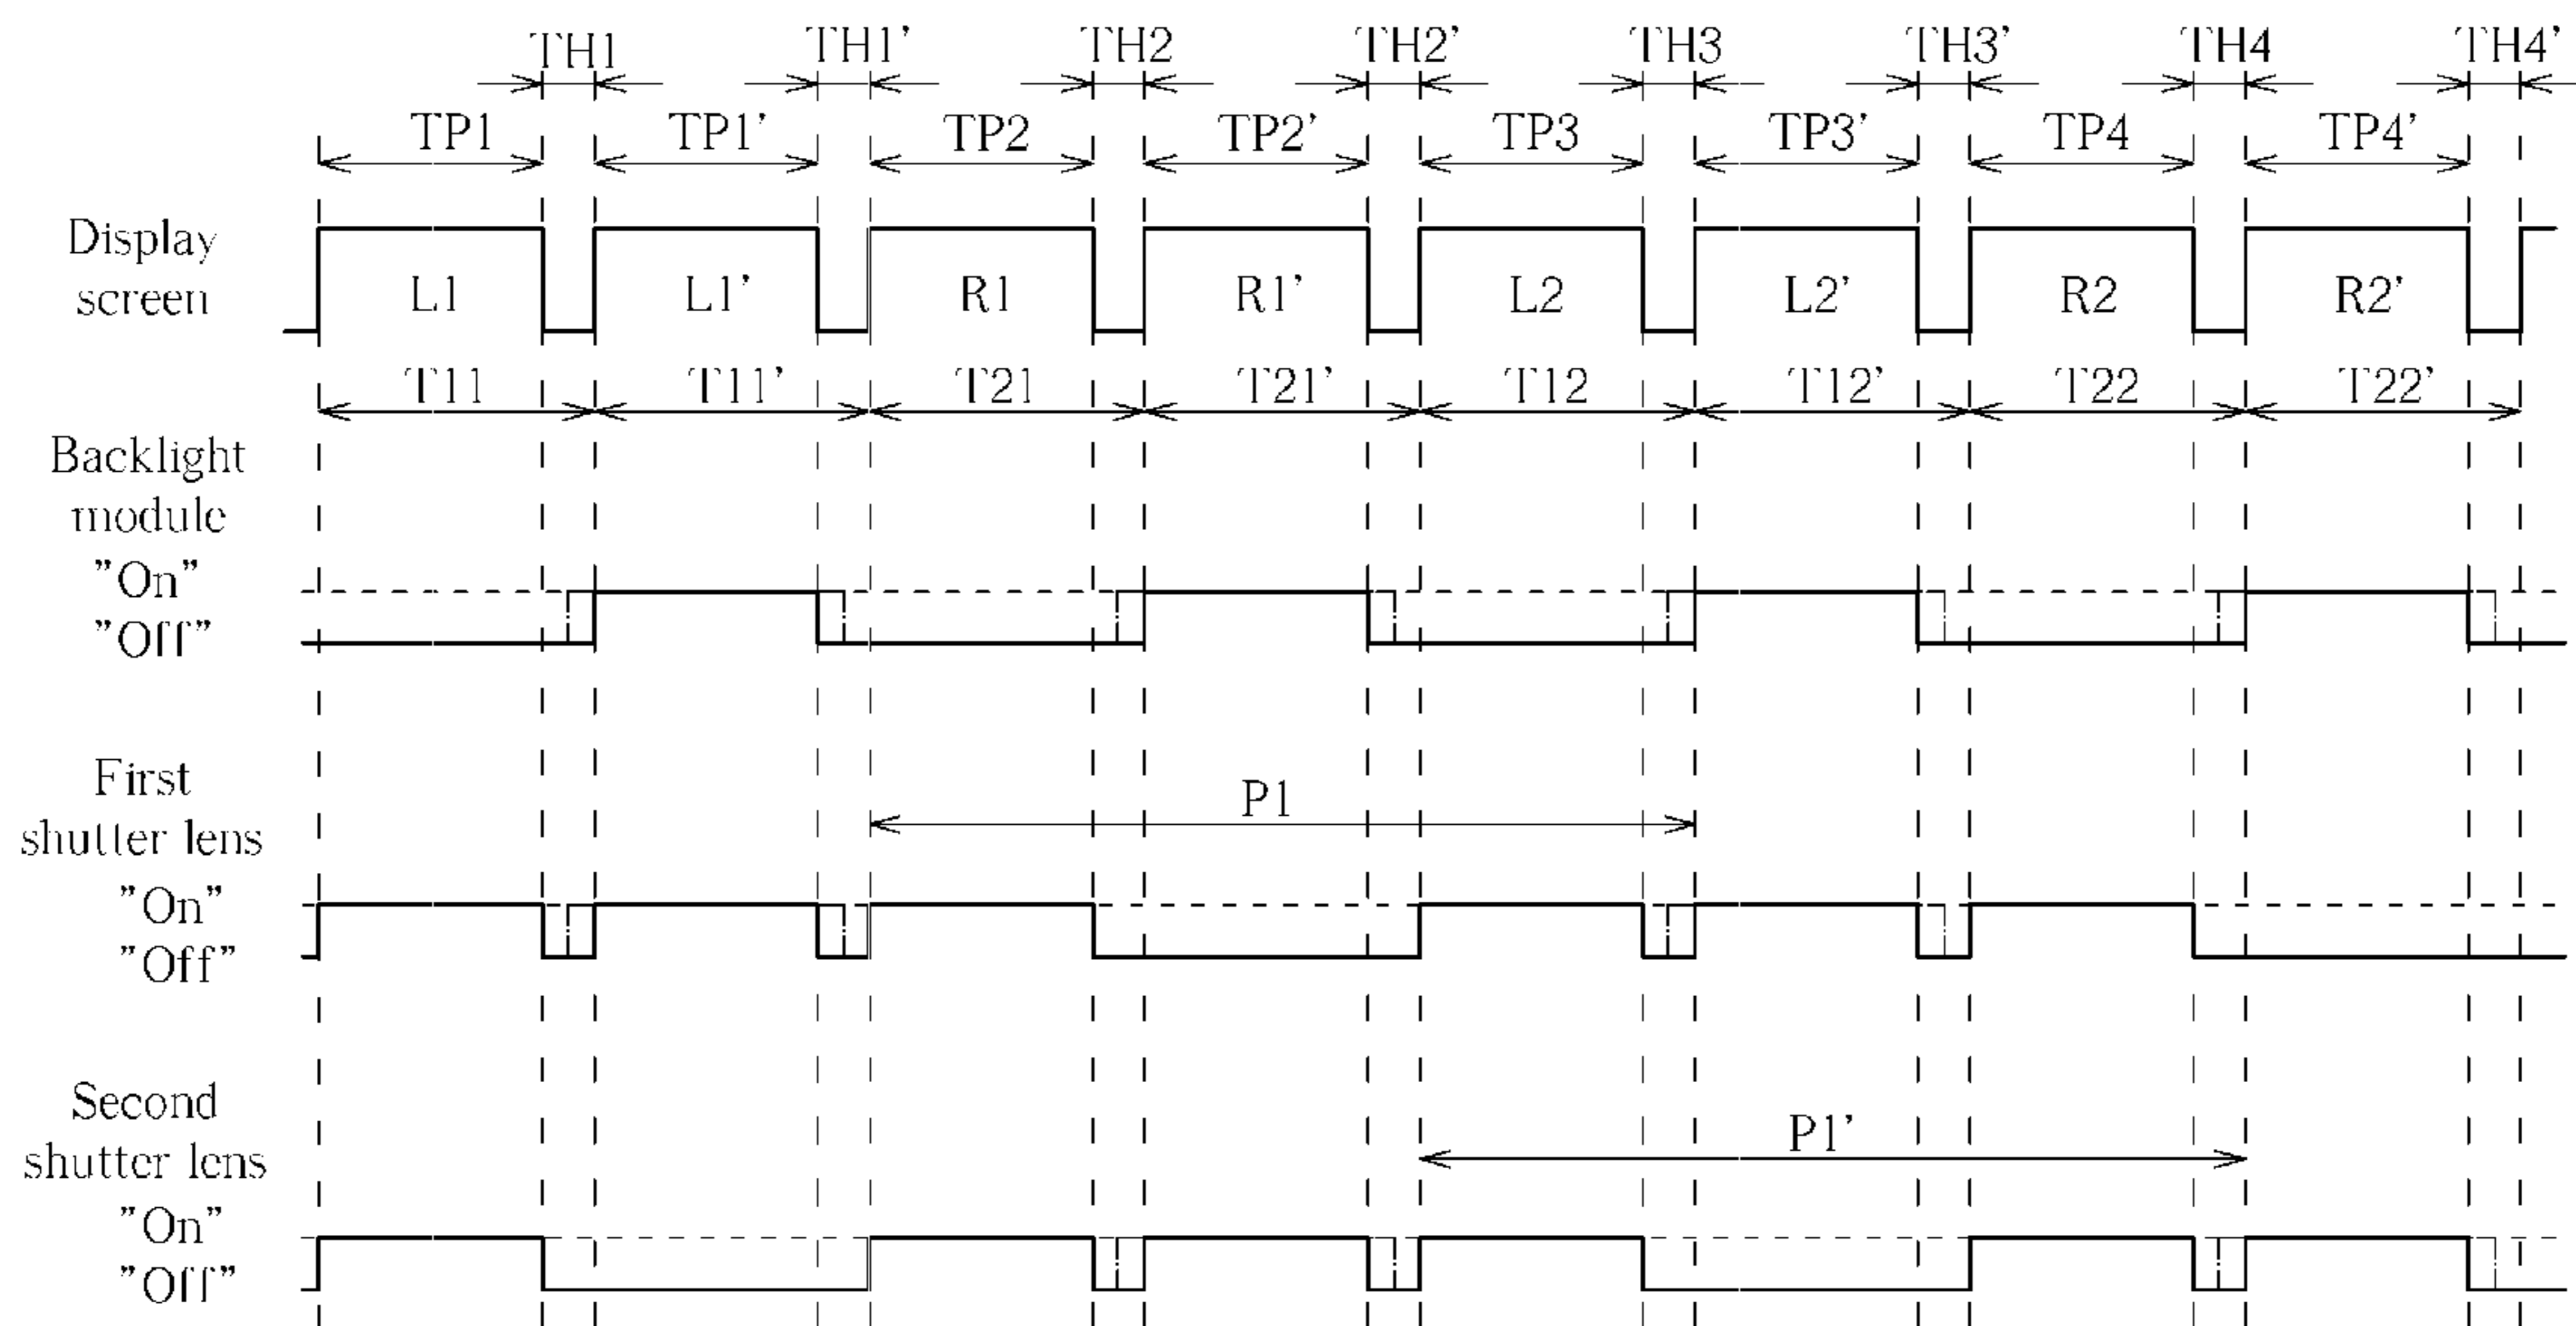 TH1 TH1' TH2 TH2' TH3 TH3' TH4 TH4'
TP1 TP1' TP2 TP2' TP3 TP3' TP4 TP4'
Display
screen
L1 L1' R1 R1' L2 L2' R2 R2'
T11 T11' T21 T21' T12 T12' T22 T22'
Backlight
module
"On"
"Off"
First
shutter lens
P1
"On"
"Off"
Second
shutter lens
P1'
"On"
"Off"